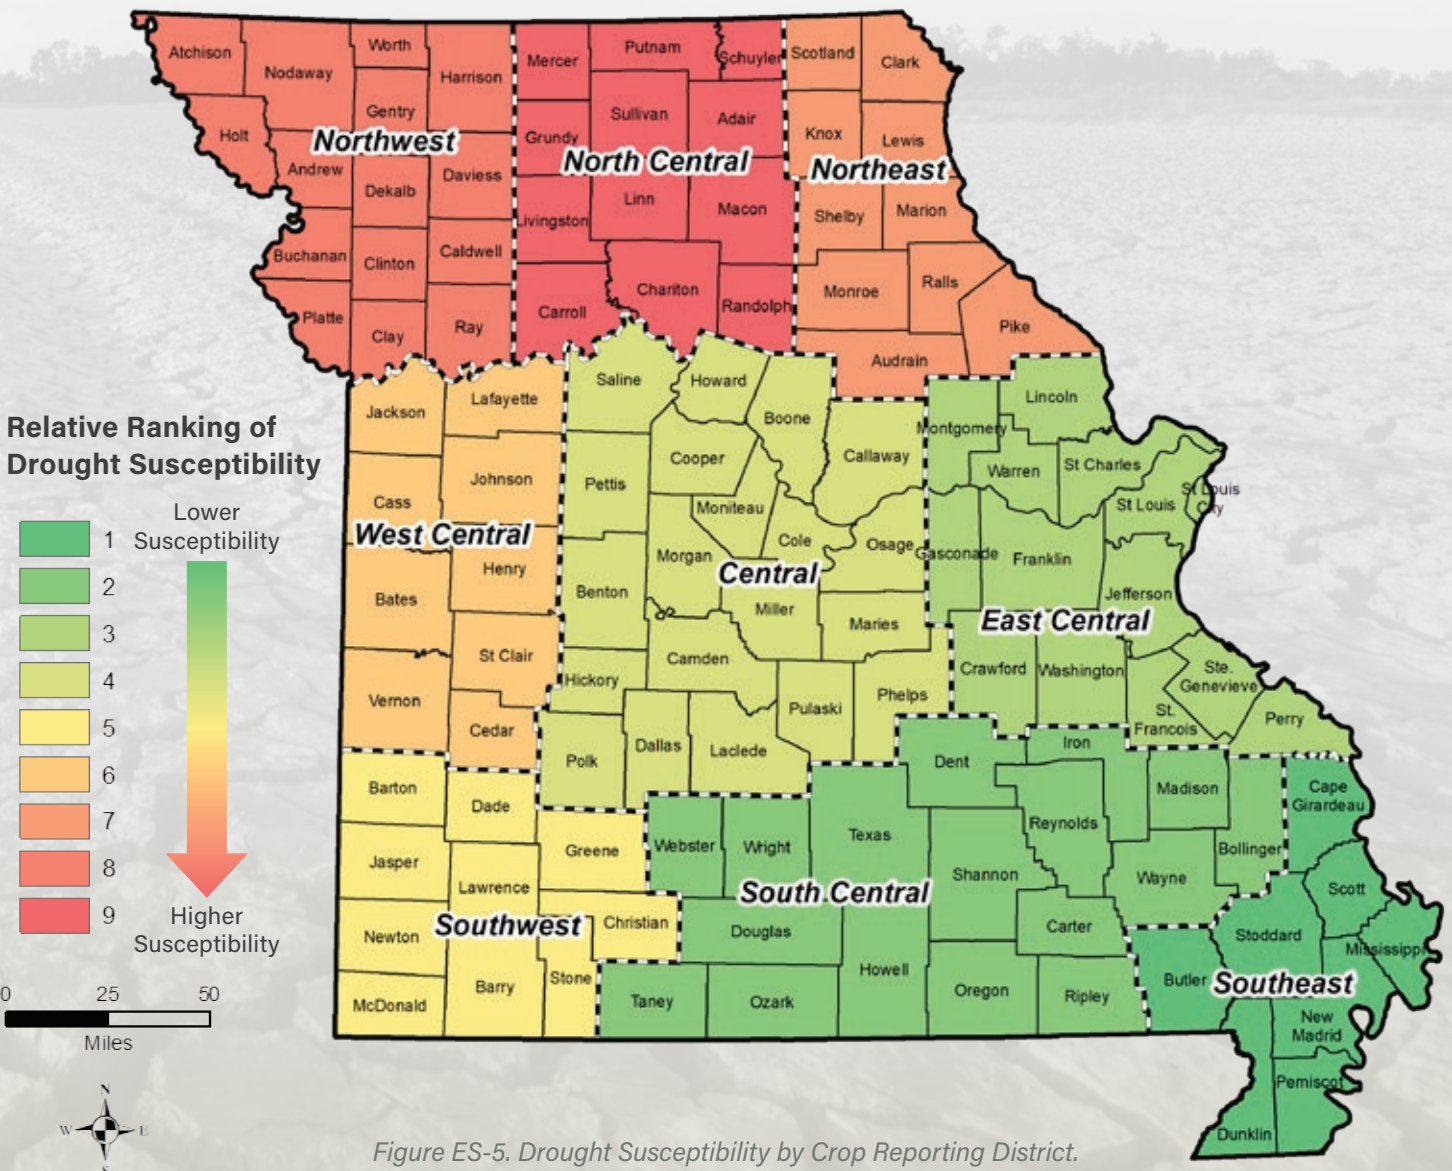 Atchison
Nodaway
Worth
Harrison
Mercer
Putnam
Schuyler
Scotland
Clark
Gentry
Sullivan
Adair
Holt
Grundy
Knox
Lewis
Northwest
North Central
Northeast
Andrew
Dekalb
Daviess
Livingston
Linn
Macon
Shelby
Marion
Buchanan
Clinton
Caldwell
Chariton
Monroe
Ralls
Platte
Clay
Ray
Carroll
Randolph
Pike
Audrain
Saline
Howard
Jackson
Lafayette
Boone
Lincoln
Relative Ranking of
Drought Susceptibility
Montgomery
Callaway
Cooper
Warren
St Charles
Johnson
Pettis
Cass
Moniteau
St Louis
St Louis
City
Lower
Susceptibility
West Central
Cole
Osage
Gasconade
Franklin
Morgan
Henry
Central
Bates
Benton
Miller
Maries
Jefferson
East Central
St Clair
Camden
Crawford
Washington
Ste.
Genevieve
Hickory
Vernon
Pulaski
Phelps
St.
Francois
Perry
Cedar
Polk
Dallas
Laclede
Dent
Iron
Barton
Dade
Madison
Cape
Girardeau
Greene
Webster
Wright
Texas
Reynolds
Bollinger
Jasper
Lawrence
Shannon
Wayne
Scott
South Central
Southwest
Christian
Newton
Douglas
Carter
Stoddard
Mississippi
Howell
Butler
Southeast
McDonald
Barry
Stone
Taney
Ozark
Oregon
Ripley
New
Madrid
Pemiscot
Dunklin
1
2
3
4
5
6
7
8
9
Higher
Susceptibility
0 25 50
Miles
N
W E
S
Figure ES-5. Drought Susceptibility by Crop Reporting District.